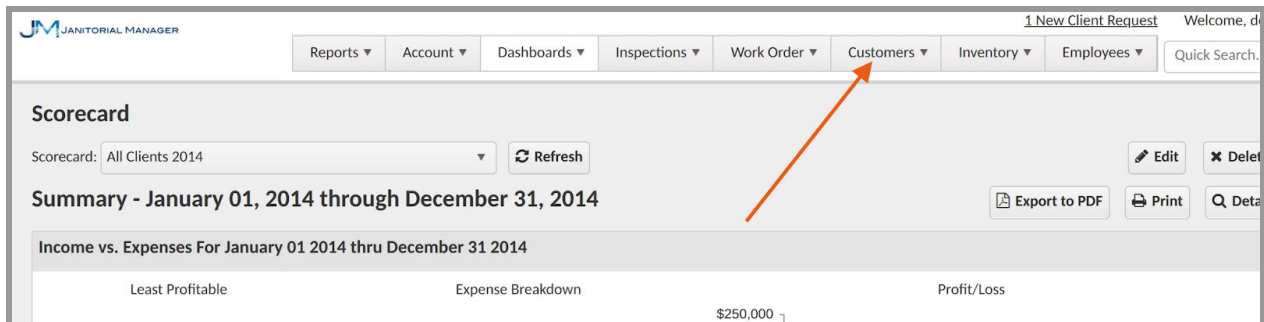 JM JANITORIAL MANAGER
1 New Client Request Welcome, d
Reports ▼ Account ▼ Dashboards ▼ Inspections ▼ Work Order ▼ Customers ▼ Inventory ▼ Employees ▼ Quick Search.
Scorecard
Scorecard: All Clients 2014 ▼ Refresh Edit Delet
Summary - January 01, 2014 through December 31, 2014 Export to PDF Print Deta
Income vs. Expenses For January 01 2014 thru December 31 2014
Least Profitable Expense Breakdown Profit/Loss
$250,000